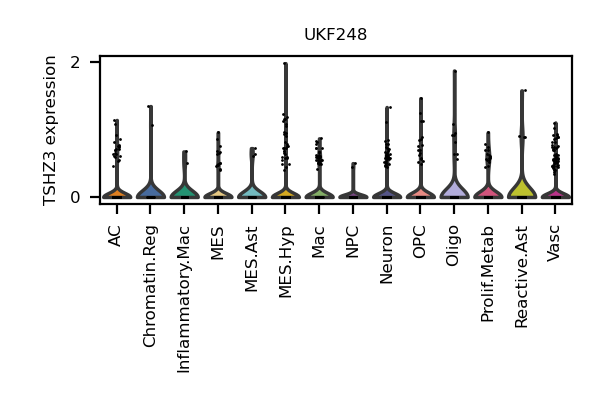 UKF248
TSHZ3 expression
2
0
AC
Chromatin.Reg
Inflammatory.Mac
MES
MES.Ast
MES.Hyp
Mac
NPC
Neuron
OPC
Oligo
Prolif.Metab
Reactive.Ast
Vasc